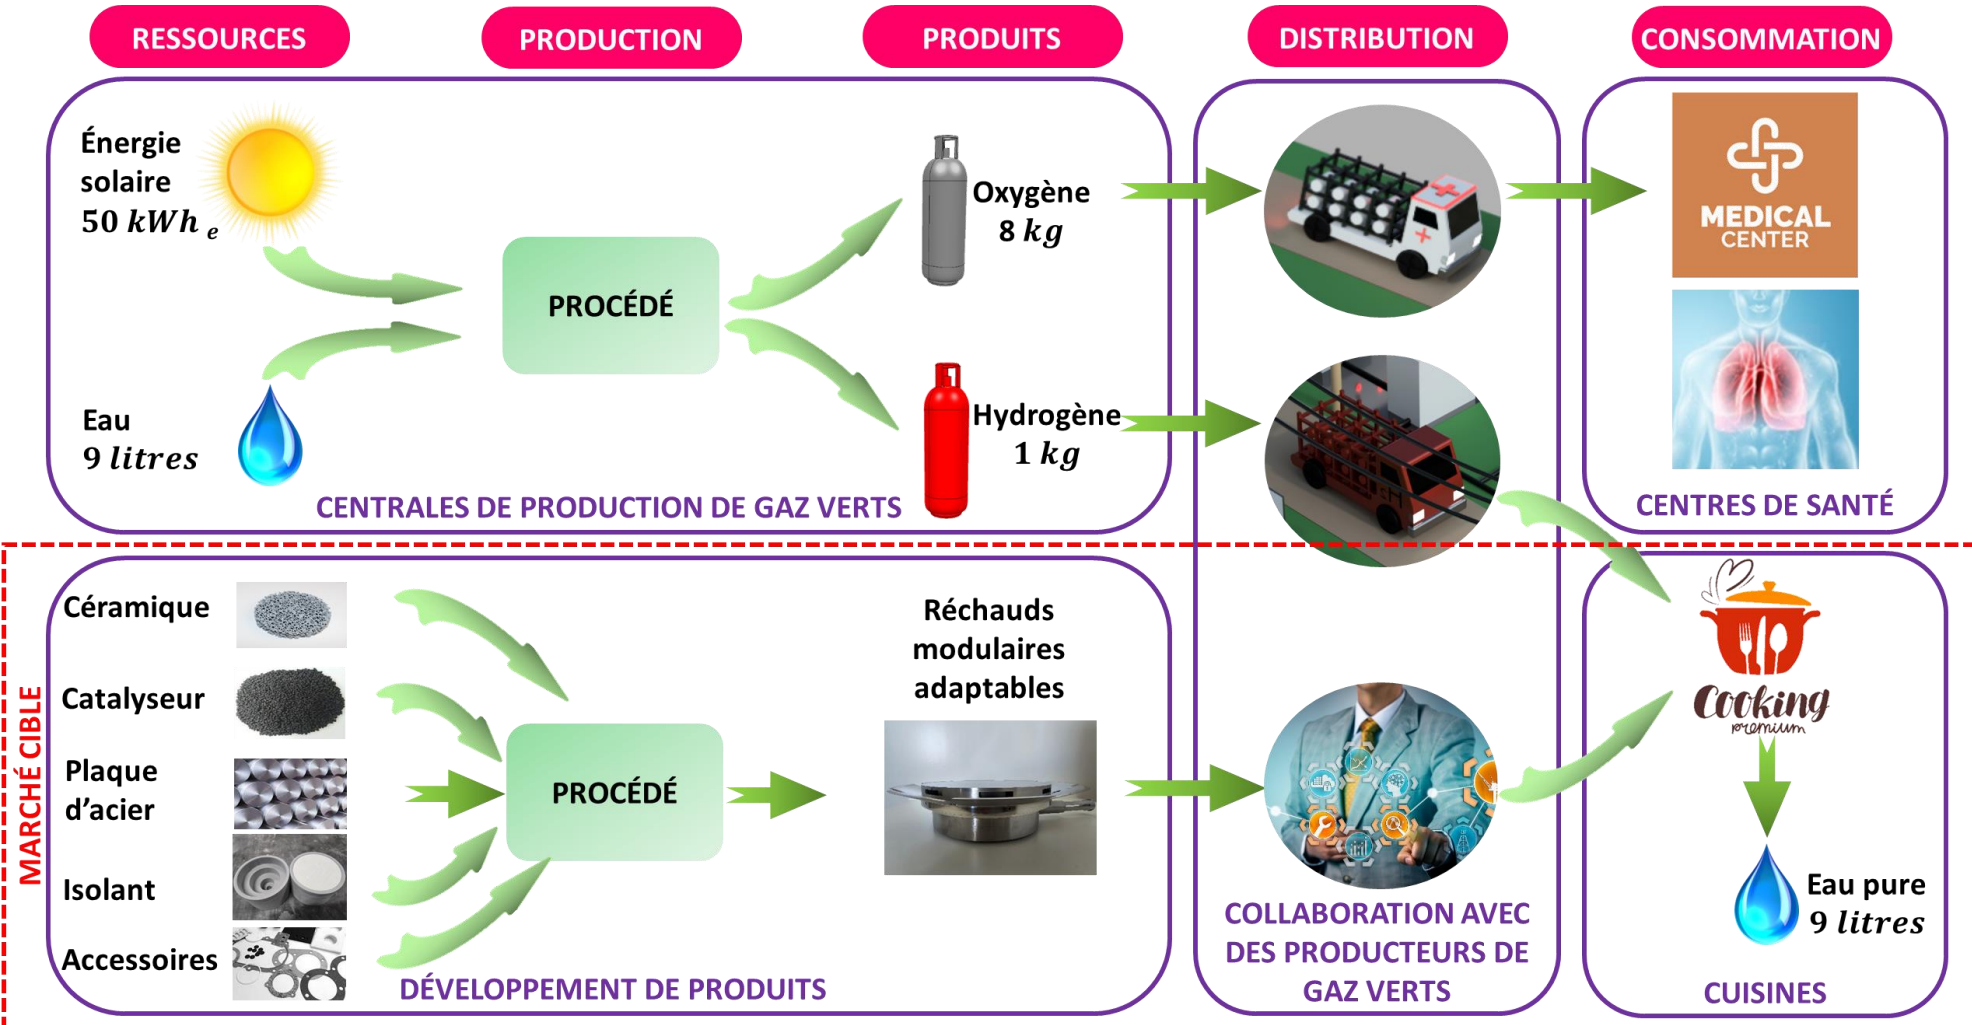 RESSOURCES
PRODUCTION
PRODUITS
DISTRIBUTION
CONSOMMATION
Énergie
solaire
50 kWh e
Eau
9 litres
PROCÉDÉ
Oxygène
8 kg
Hydrogène
1 kg
CENTRALES DE PRODUCTION DE GAZ VERTS
MEDICAL
CENTER
CENTRES DE SANTÉ
MARCHÉ CIBLE
Céramique
Catalyseur
Plaque
d'acier
Isolant
Accessoires
PROCÉDÉ
Réchauds
modulaires
adaptables
DÉVELOPPEMENT DE PRODUITS
COLLABORATION AVEC
DES PRODUCTEURS DE
GAZ VERTS
Cooking
premium
Eau pure
9 litres
CUISINES